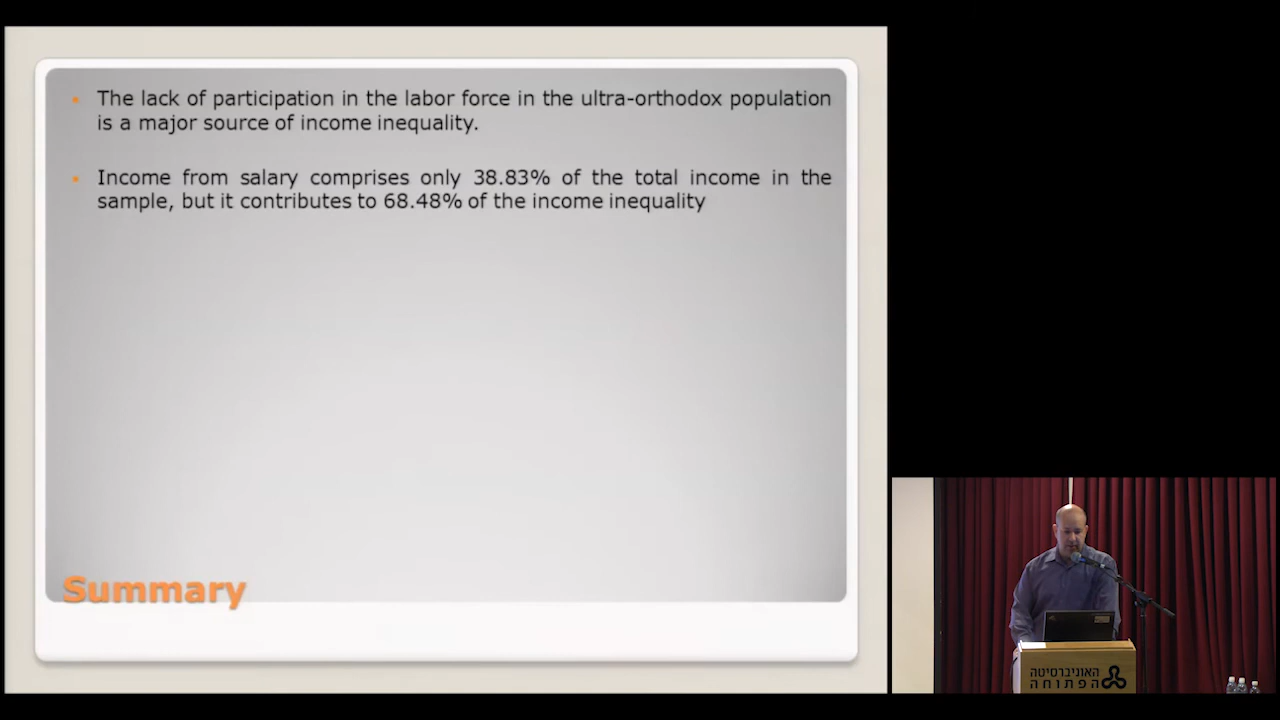 The lack of participation in the labor force in the ultra-orthodox population
is a major source of income inequality.
Income from salary comprises only 38.83% of the total income in the
sample, but it contributes to 68.48% of the income inequality
Summary
האוניברסיטה
הפתוחה